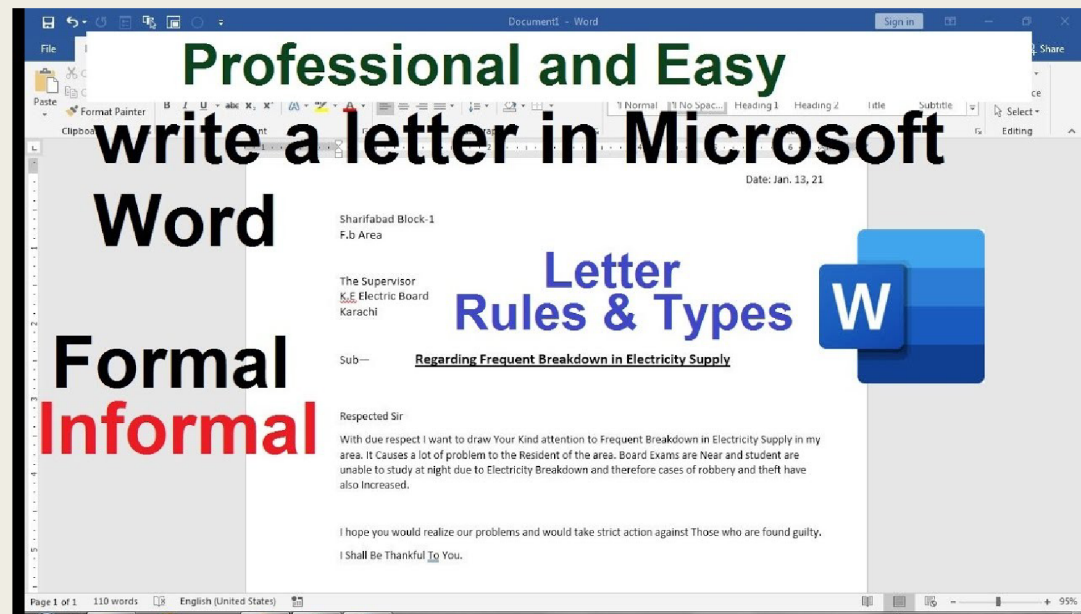 Document1 - Word
Sign in
File
Share
Professional and Easy
Paste
Format Painter
B I U abc x, x'
1 Normal 1 No Spac... Heading 1 Heading 2 Title Subtitle
Select
Editing
write a letter in Microsoft
Word
Date: Jan. 13, 21
Sharifabad Block-1
F.b Area
The Supervisor
K.E Electric Board
Karachi
Letter
Rules & Types
W
Sub— Regarding Frequent Breakdown in Electricity Supply
Formal
Informal
Respected Sir
With due respect I want to draw Your Kind attention to Frequent Breakdown in Electricity Supply in my
area. It Causes a lot of problem to the Resident of the area. Board Exams are Near and student are
unable to study at night due to Electricity Breakdown and therefore cases of robbery and theft have
also Increased.
I hope you would realize our problems and would take strict action against Those who are found guilty.
I Shall Be Thankful To You.
Page 1 of 1 110 words English (United States) 95%